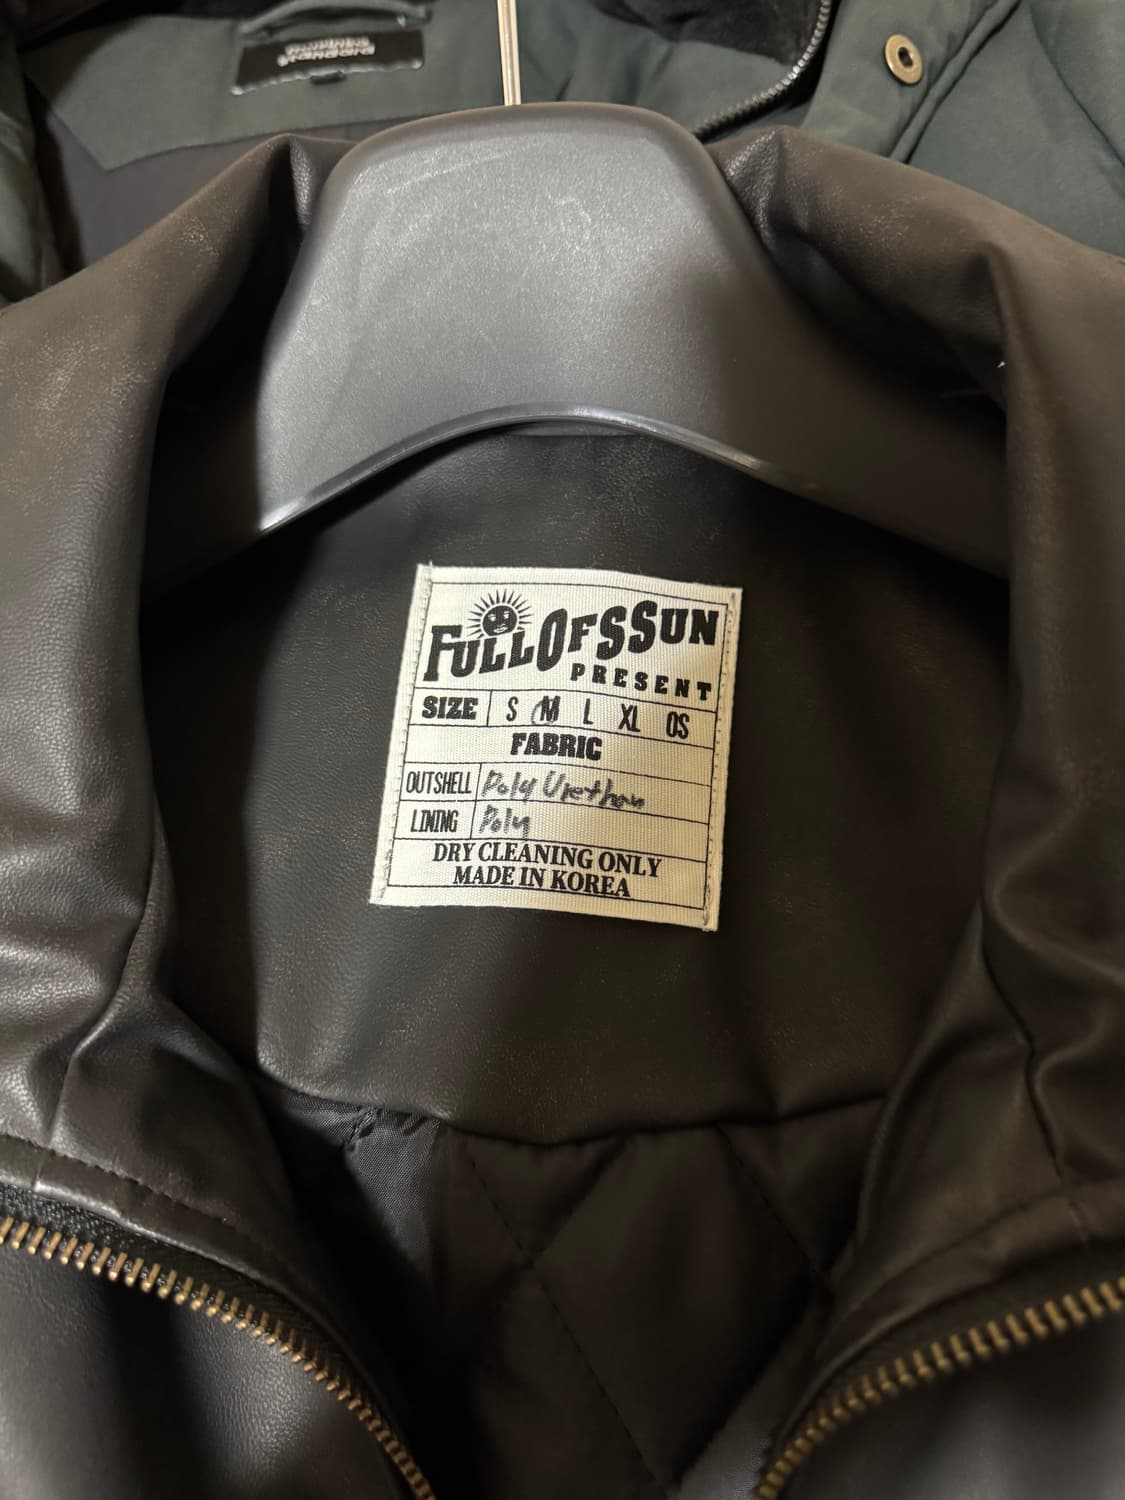 FULLOFSSUN
PRESENT
SIZE S M L XL OS
FABRIC
OUTSHELL Poly Urethan
LINING Poly
DRY CLEANING ONLY
MADE IN KOREA